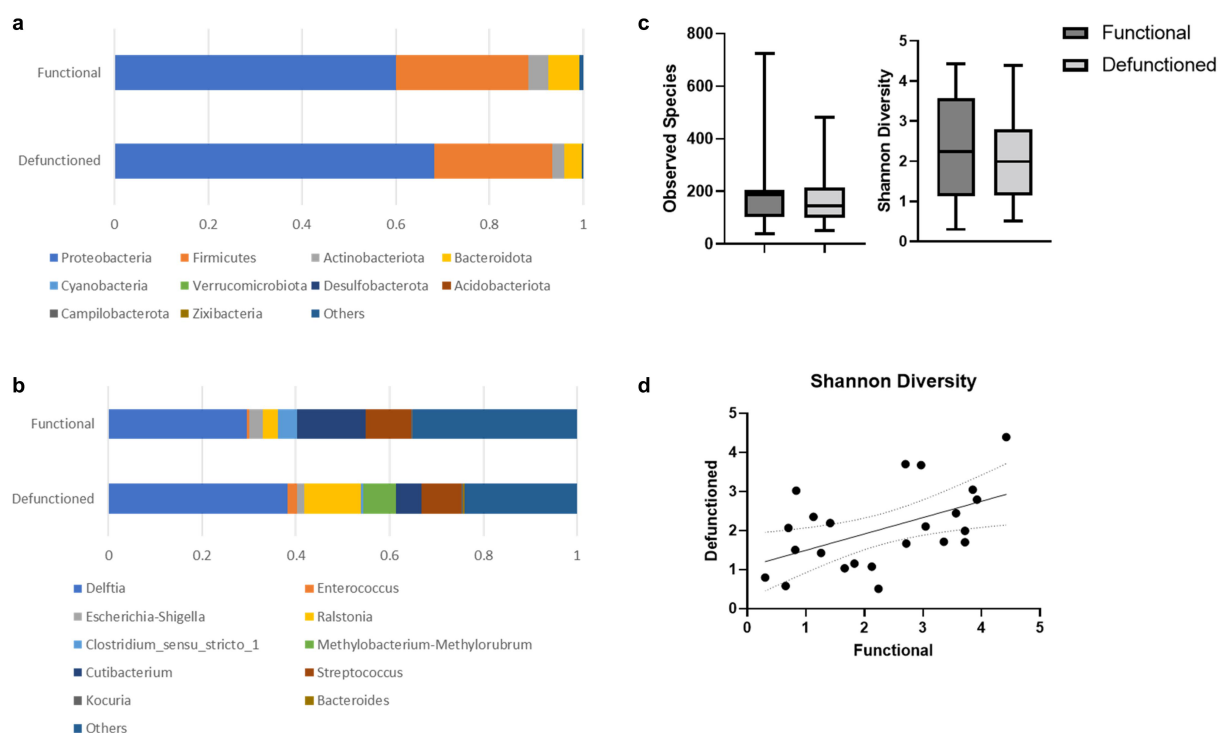 a
Functional
Defunctioned
0 0.2 0.4 0.6 0.8 1
Proteobacteria Firmicutes Actinobacteriota Bacteroidota
Cyanobacteria Verrucomicrobiota Desulfobacterota Acidobacteriota
Campilobacterota Zixibacteria Others
b
Functional
Defunctioned
0 0.2 0.4 0.6 0.8 1
Delftia Enterococcus
Escherichia-Shigella Ralstonia
Clostridium_sensu_stricto_1 Methylobacterium-Methylorubrum
Cutibacterium Streptococcus
Kocuria Bacteroides
Others
c
Observed Species
800
600
400
200
0
Shannon Diversity
5
4
3
2
1
0
Functional
Defunctioned
d
Shannon Diversity
Defunctioned
5
4
3
2
1
0
0 1 2 3 4 5
Functional